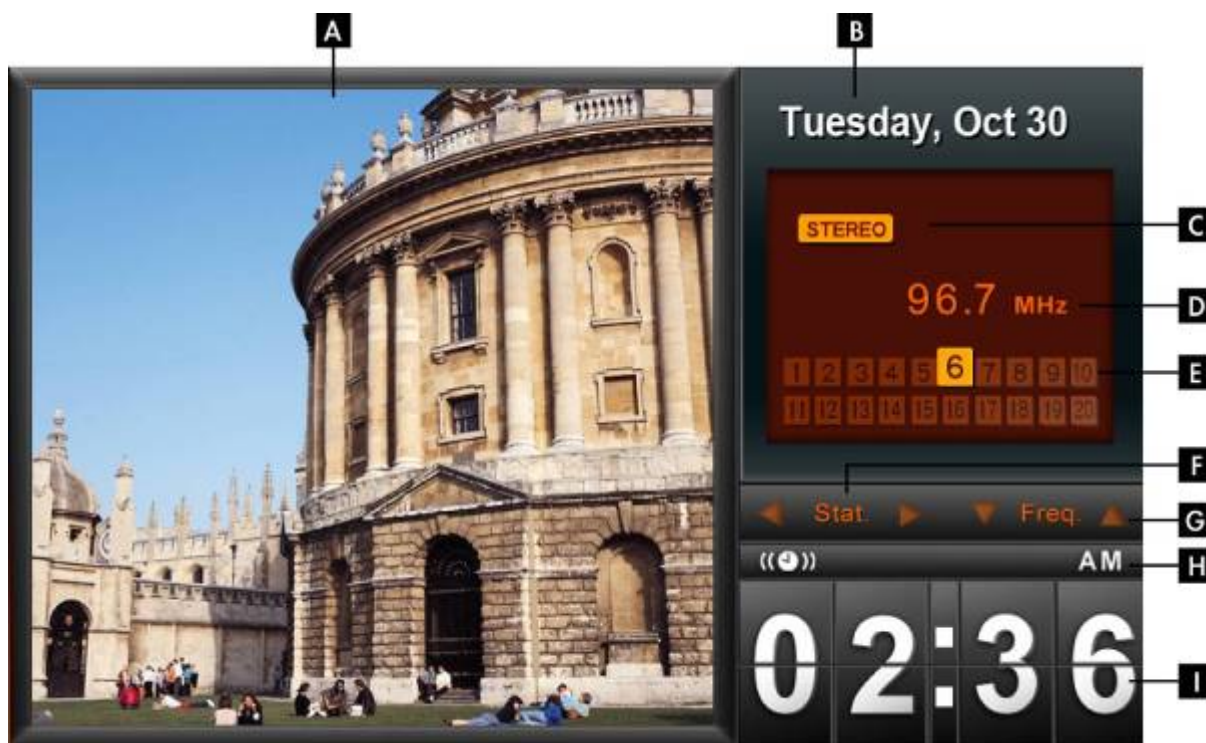 A
B
Tuesday, Oct 30
STEREO
C
96.7 MHz
D
1 2 3 4 5 6 7 8 9 10
E
11 12 13 14 15 16 17 18 19 20
F
Stat. Freq.
G
AM
H
02:36
I